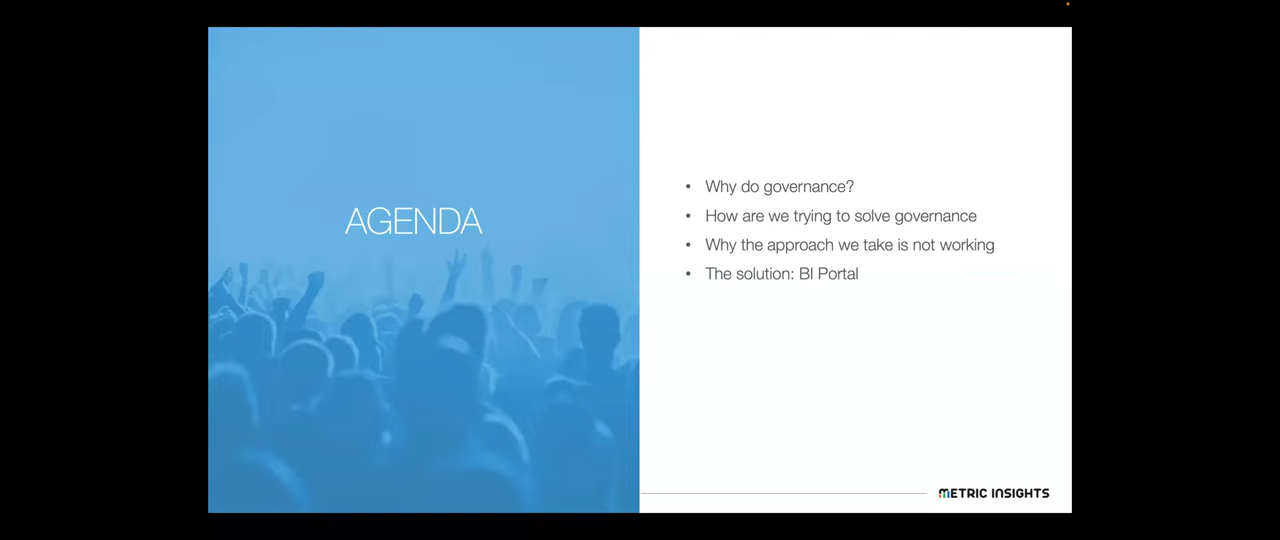 AGENDA
• Why do governance?
• How are we trying to solve governance
• Why the approach we take is not working
• The solution: BI Portal
METRIC INSIGHTS